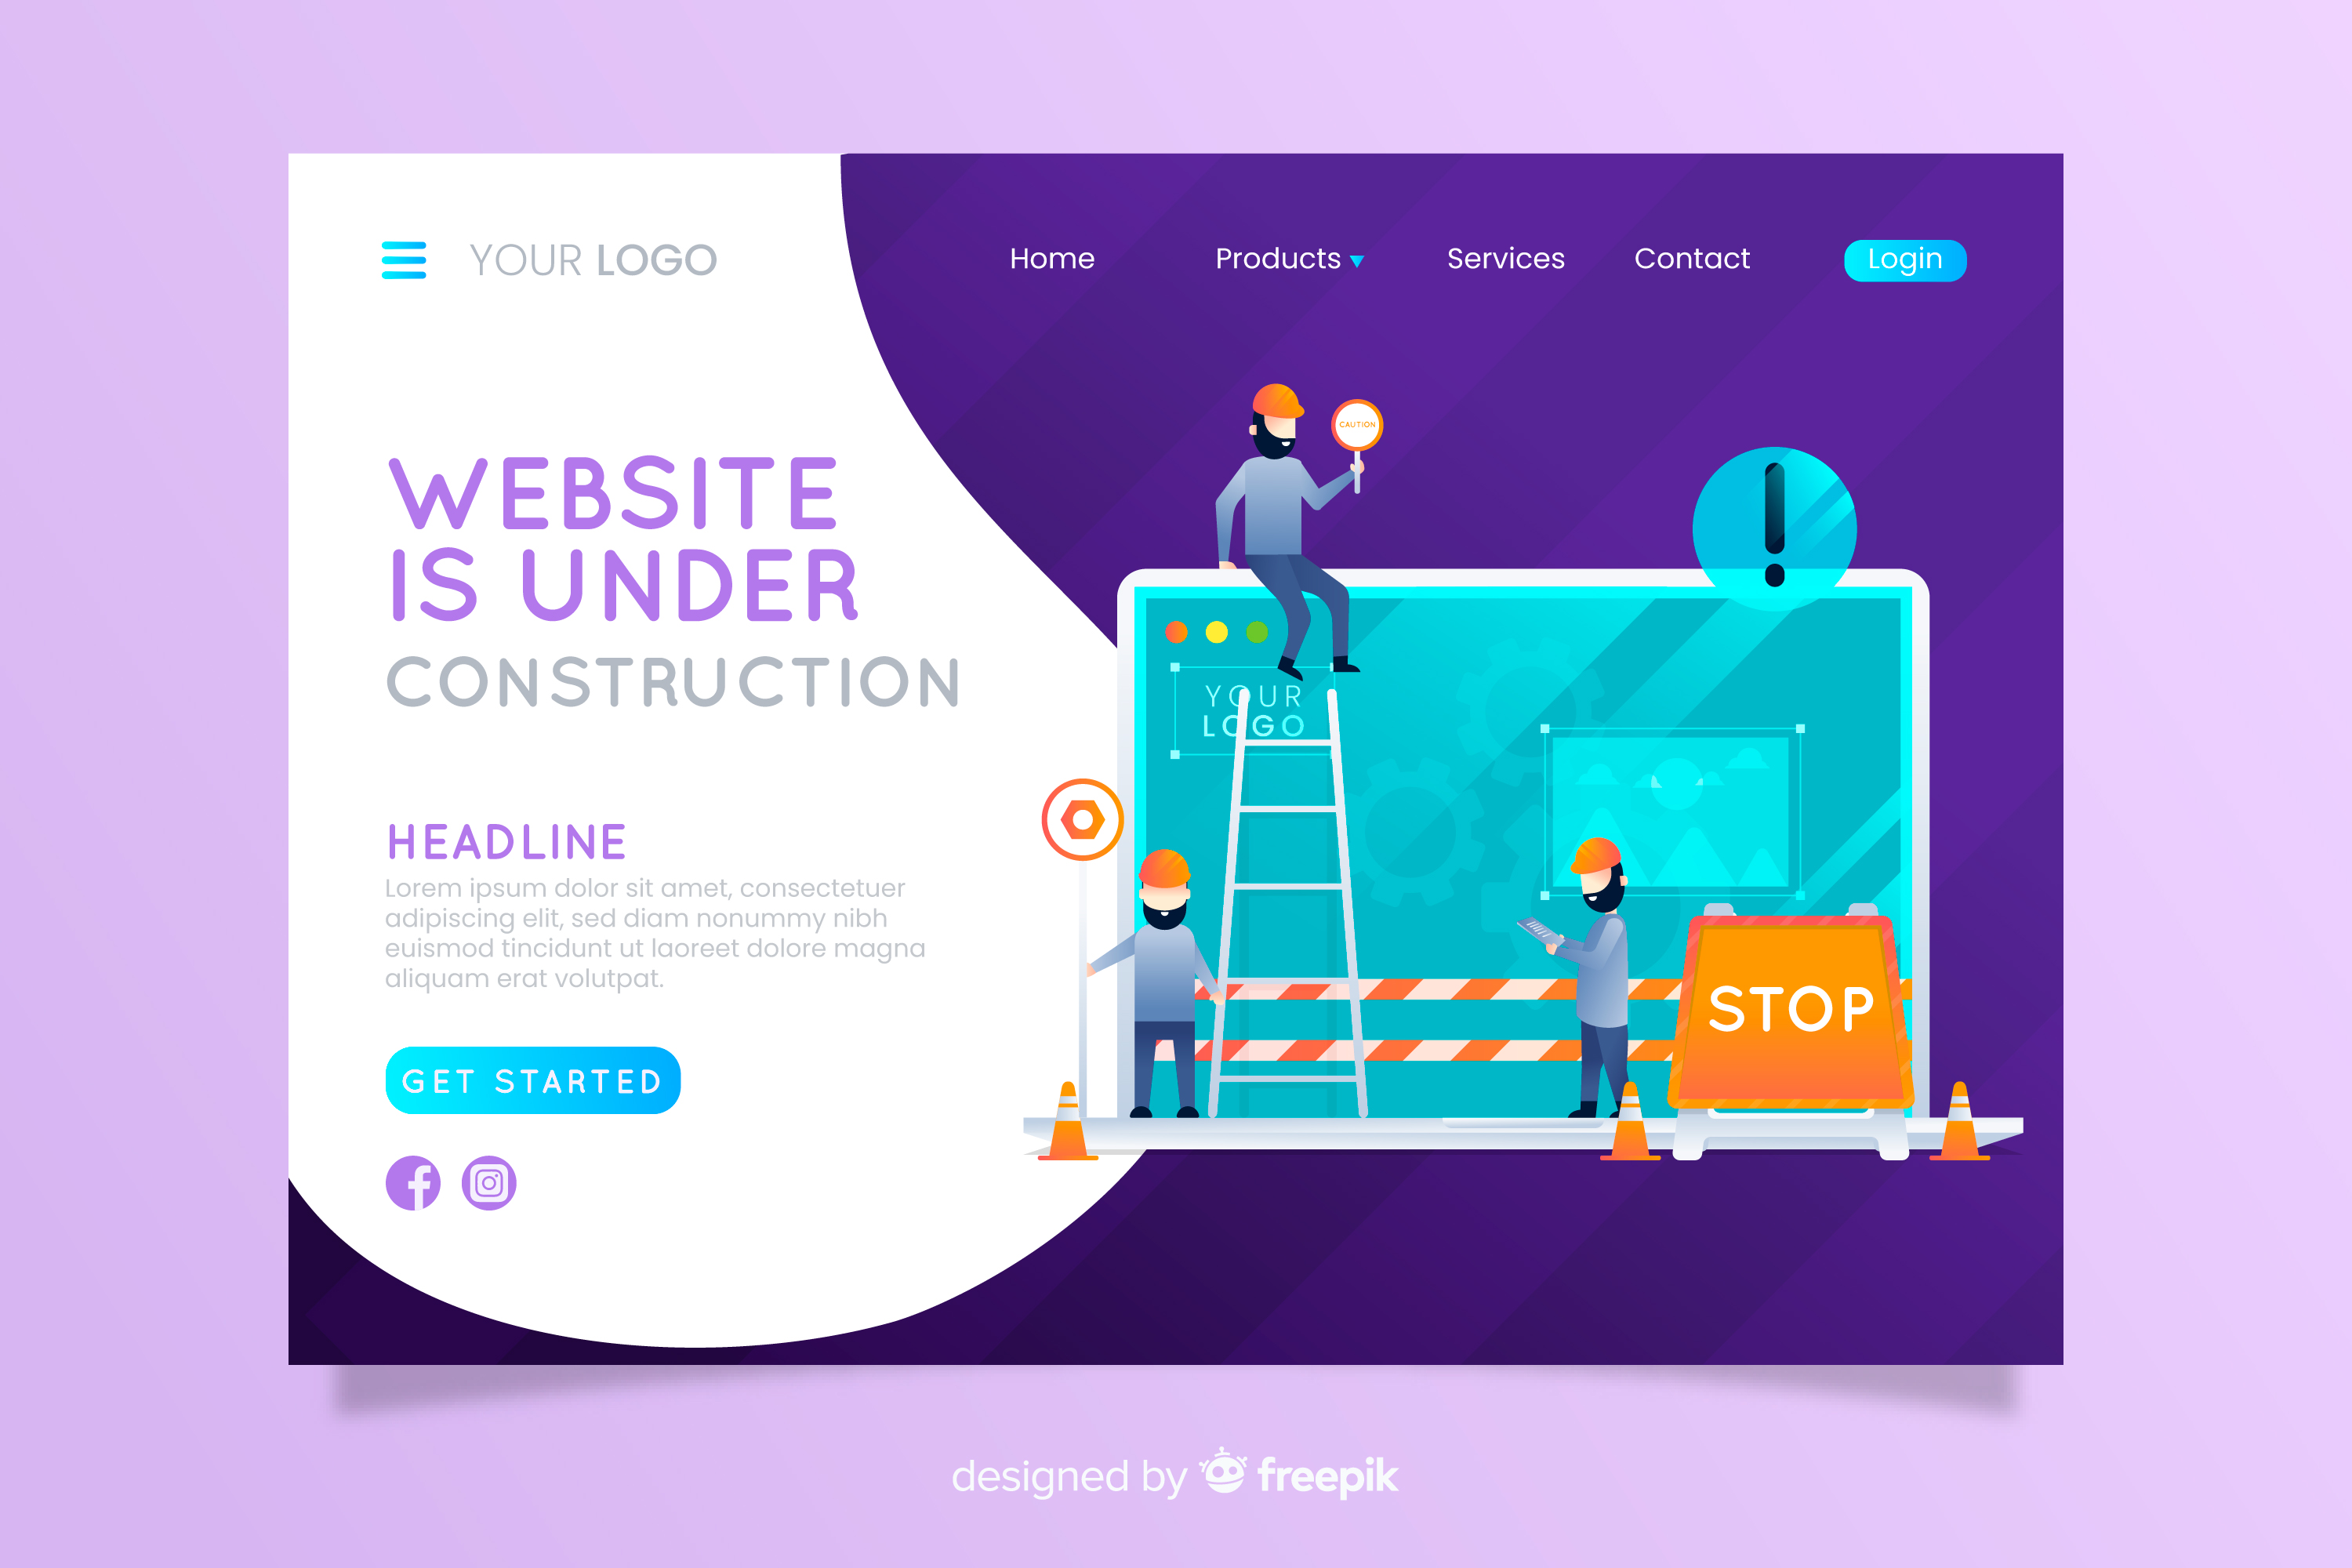 YOUR LOGO
Home Products Services Contact Login
WEBSITE
IS UNDER
CONSTRUCTION
CAUTION
!
YOUR
LOGO
HEADLINE
Lorem ipsum dolor sit amet, consectetuer
adipiscing elit, sed diam nonummy nibh
euismod tincidunt ut laoreet dolore magna
aliquam erat volutpat.
STOP
GET STARTED
designed by freepik